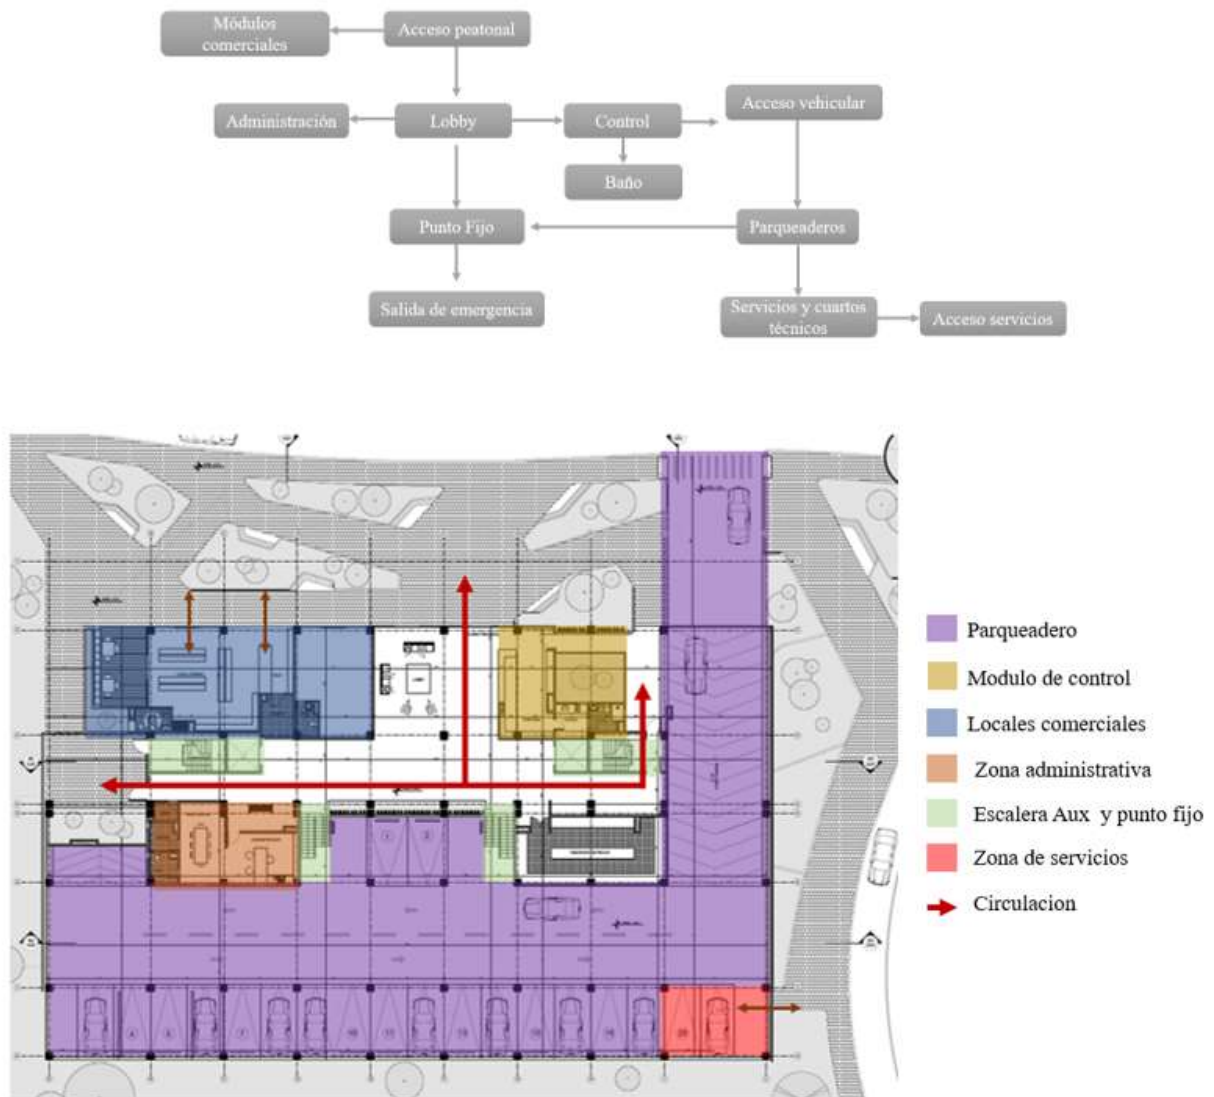 Módulos
comerciales
Acceso peatonal
Administración
Lobby
Control
Acceso vehicular
Baño
Punto Fijo
Parqueaderos
Salida de emergencia
Servicios y cuartos
técnicos
Acceso servicios
Parqueadero
Modulo de control
Locales comerciales
Zona administrativa
Escalera Aux y punto fijo
Zona de servicios
Circulacion